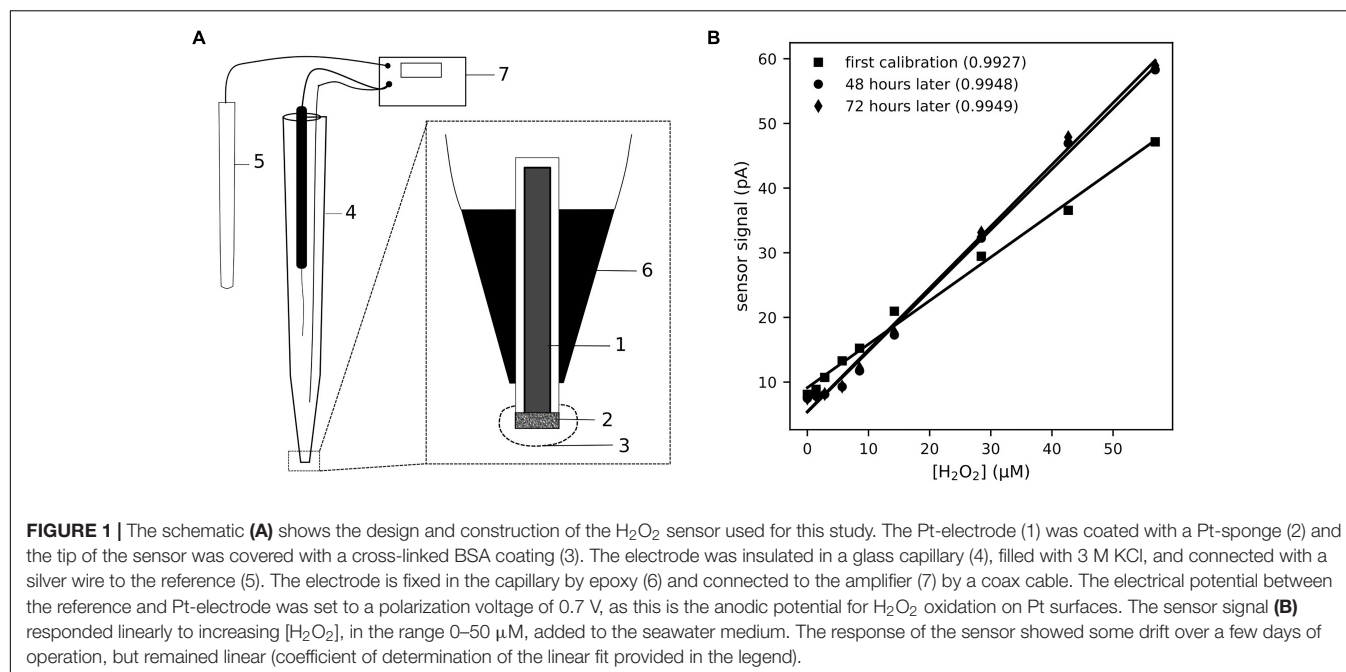 A
7
5
4
6
1
2
3
B
first calibration (0.9927)
48 hours later (0.9948)
72 hours later (0.9949)
60
50
40
30
20
10
sensor signal (pA)
0
10
20
30
40
50
[H₂O₂] (μM)
FIGURE 1 | The schematic (A) shows the design and construction of the H₂O₂ sensor used for this study. The Pt-electrode (1) was coated with a Pt-sponge (2) and
the tip of the sensor was covered with a cross-linked BSA coating (3). The electrode was insulated in a glass capillary (4), filled with 3 M KCl, and connected with a
silver wire to the reference (5). The electrode is fixed in the capillary by epoxy (6) and connected to the amplifier (7) by a coax cable. The electrical potential between
the reference and Pt-electrode was set to a polarization voltage of 0.7 V, as this is the anodic potential for H₂O₂ oxidation on Pt surfaces. The sensor signal (B)
responded linearly to increasing [H₂O₂], in the range 0–50 μM, added to the seawater medium. The response of the sensor showed some drift over a few days of
operation, but remained linear (coefficient of determination of the linear fit provided in the legend).